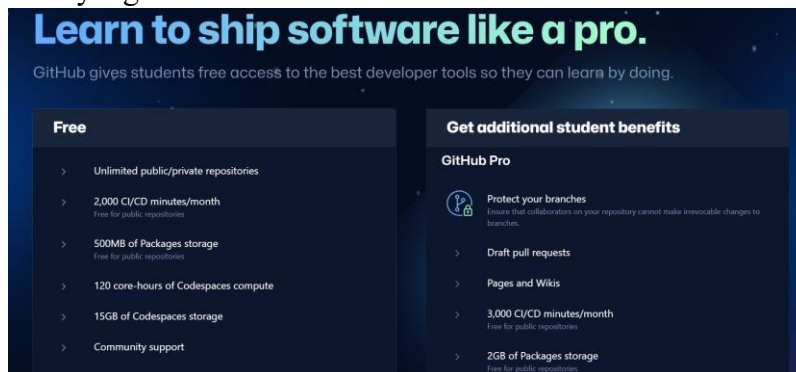 Learn to ship software like a pro.
GitHub gives students free access to the best developer tools so they can learn by doing.
Free
Unlimited public/private repositories
2,000 CI/CD minutes/month
Free for public repositories
500MB of Packages storage
Free for public repositories
120 core-hours of Codespaces compute
15GB of Codespaces storage
Community support
Get additional student benefits
GitHub Pro
Protect your branches
Ensure that collaborators on your repository cannot make irrevocable changes to
branches.
Draft pull requests
Pages and Wikis
3,000 CI/CD minutes/month
Free for public repositories
2GB of Packages storage
Free for public repositories